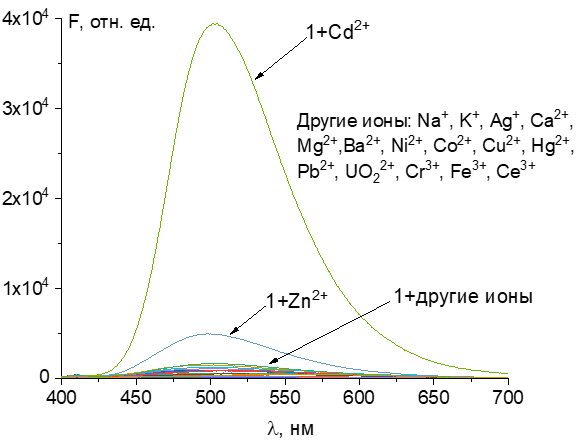 4x10⁴
F, отн. ед.
1+Cd²⁺
3x10⁴
Другие ионы: Na⁺, K⁺, Ag⁺, Ca²⁺,
Mg²⁺,Ba²⁺, Ni²⁺, Co²⁺, Cu²⁺, Hg²⁺,
Pb²⁺, UO₂²⁺, Cr³⁺, Fe³⁺, Ce³⁺
2x10⁴
1x10⁴
1+Zn²⁺
1+другие ионы
0
400 450 500 550 600 650 700
λ, нм